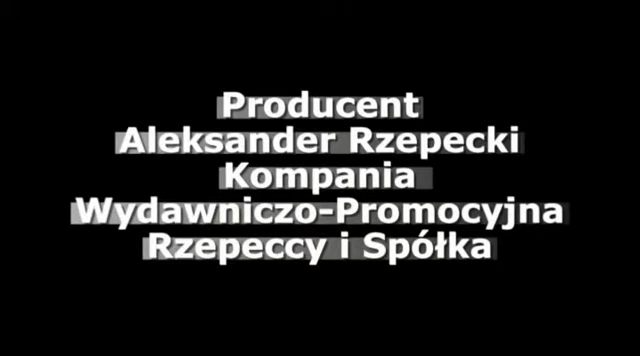 Producent
Aleksander Rzepecki
Kompania
Wydawniczo-Promocyjna
Rzepeccy i Spółka